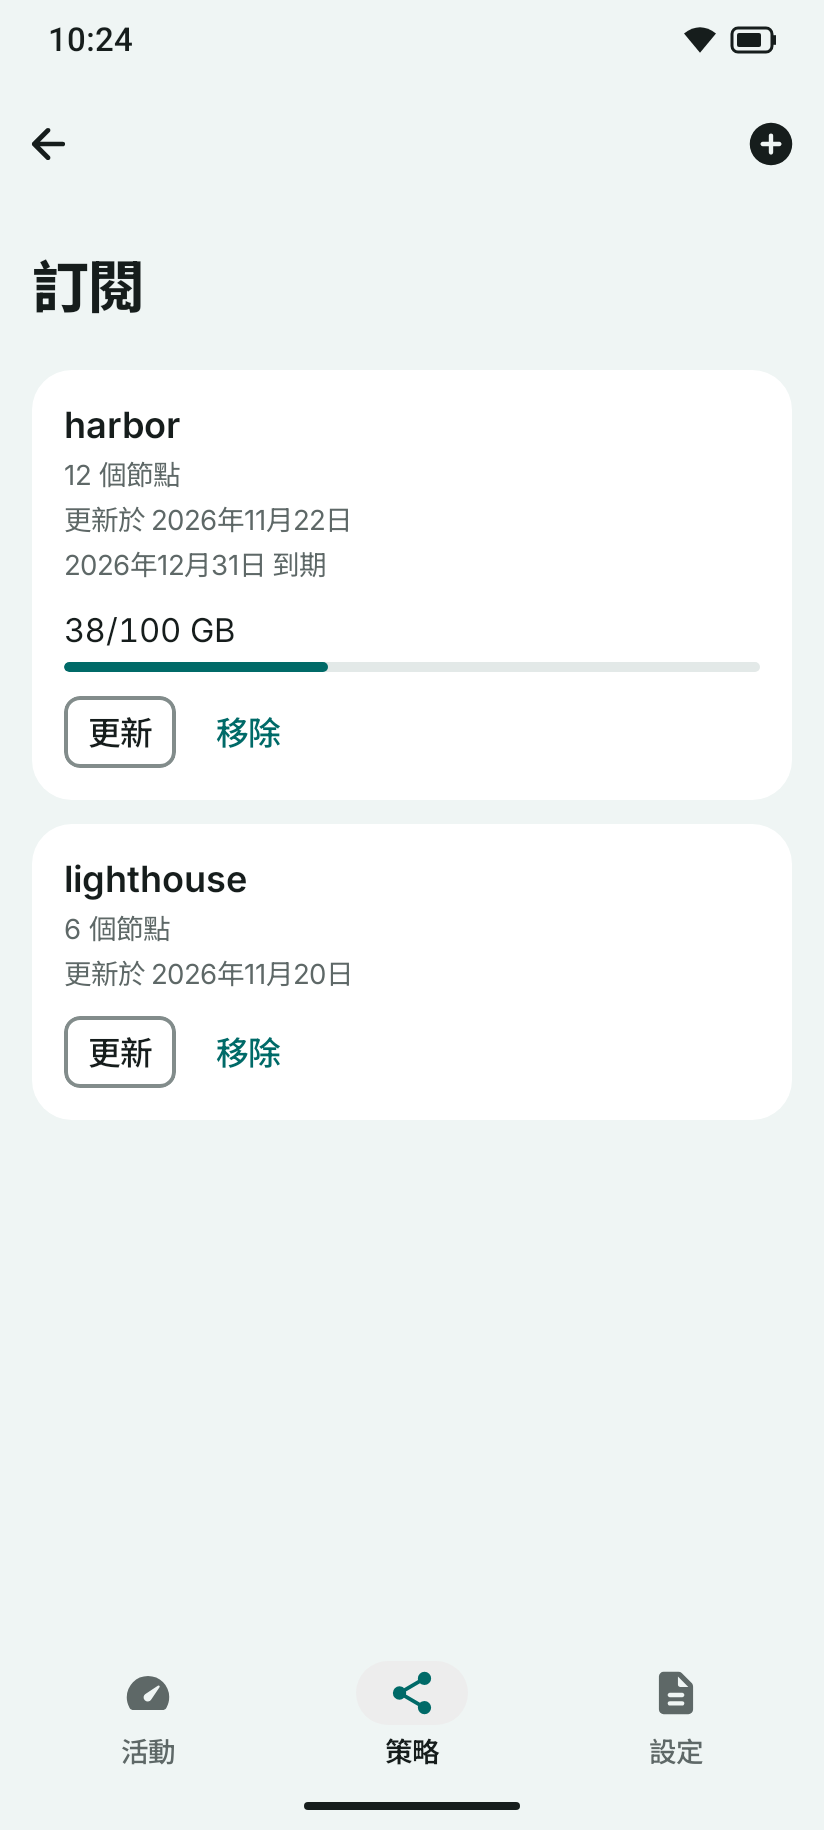 10:24
訂閱
harbor
12 個節點
更新於 2026年11月22日
2026年12月31日 到期
38/100 GB
更新
移除
lighthouse
6 個節點
更新於 2026年11月20日
更新
移除
活動
策略
設定